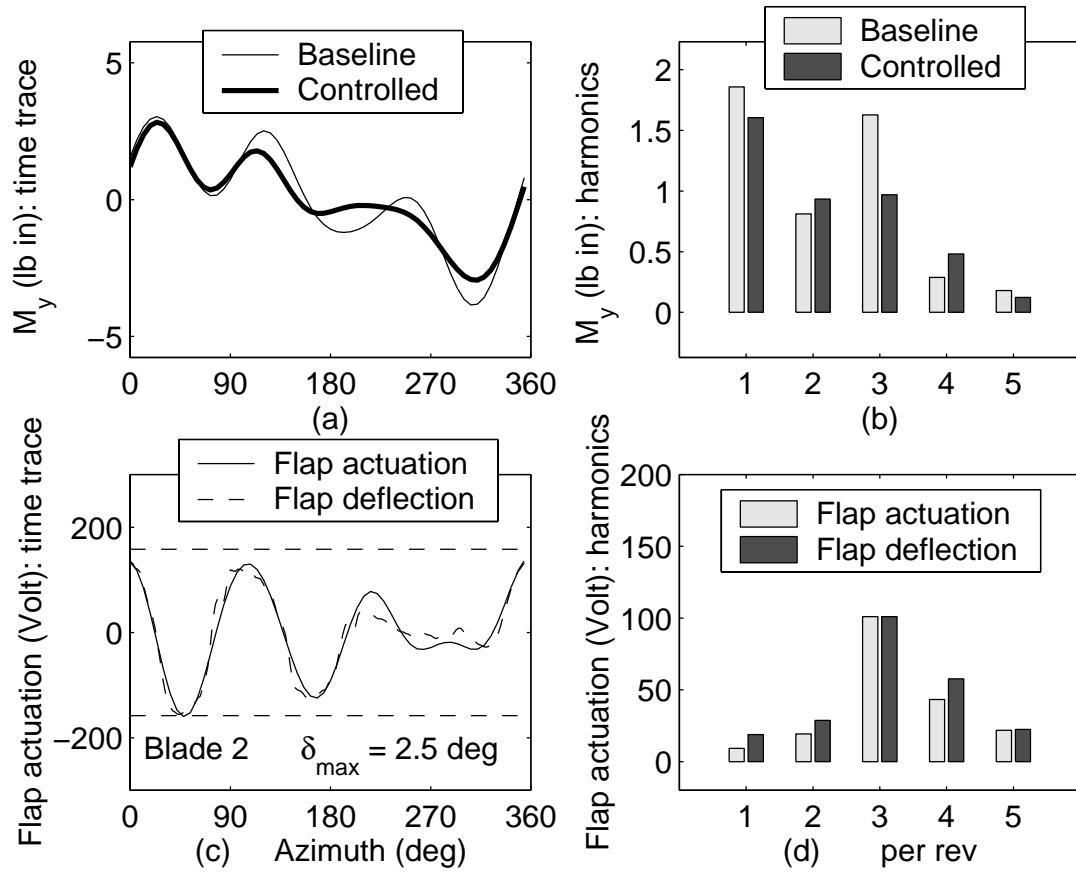 Baseline
Controlled
M_y (lb in): time trace
5
0
−5
0 90 180 270 360
(a)
Baseline
Controlled
M_y (lb in): harmonics
2
1.5
1
0.5
0
1 2 3 4 5
(b)
Flap actuation
Flap deflection
Flap actuation (Volt): time trace
200
0
−200
Blade 2 δ_max = 2.5 deg
0 90 180 270 360
(c) Azimuth (deg)
Flap actuation
Flap deflection
Flap actuation (Volt): harmonics
200
150
100
50
0
1 2 3 4 5
(d) per rev